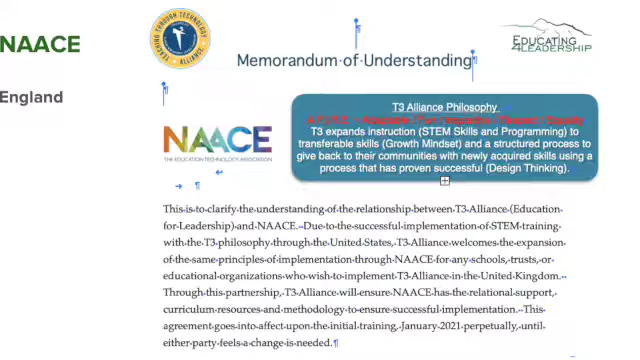 NAACE
England
TEACHING THROUGH TECHNOLOGY
ALLIANCE
EDUCATING
4LEADERSHIP
Memorandum of Understanding
T3 Alliance Philosophy
NAACE
THE EDUCATION TECHNOLOGY ASSOCIATION
T3 expands instruction (STEM Skills and Programming) to
transferable skills (Growth Mindset) and a structured process to
give back to their communities with newly acquired skills using a
process that has proven successful (Design Thinking).
This is to clarify the understanding of the relationship between T3 Alliance (Education
for Leadership) and NAACE. Due to the successful implementation of STEM training
with the T3 philosophy through the United States, T3 Alliance welcomes the expansion
of the same principles of implementation through NAACE for any schools, trusts, or
educational organizations who wish to implement T3 Alliance in the United Kingdom.
Through this partnership, T3 Alliance will ensure NAACE has the relational support,
curriculum resources and methodology to ensure successful implementation. This
agreement goes into affect upon the initial training, January 2021 perpetually, until
either party feels a change is needed.